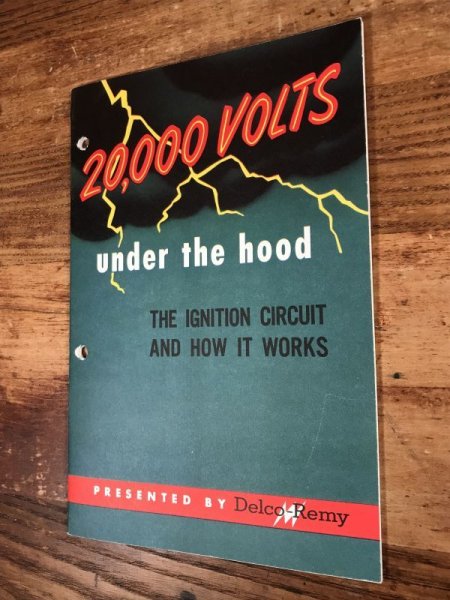 20,000 VOLTS
under the hood
THE IGNITION CIRCUIT
AND HOW IT WORKS
PRESENTED BY Delco-Remy